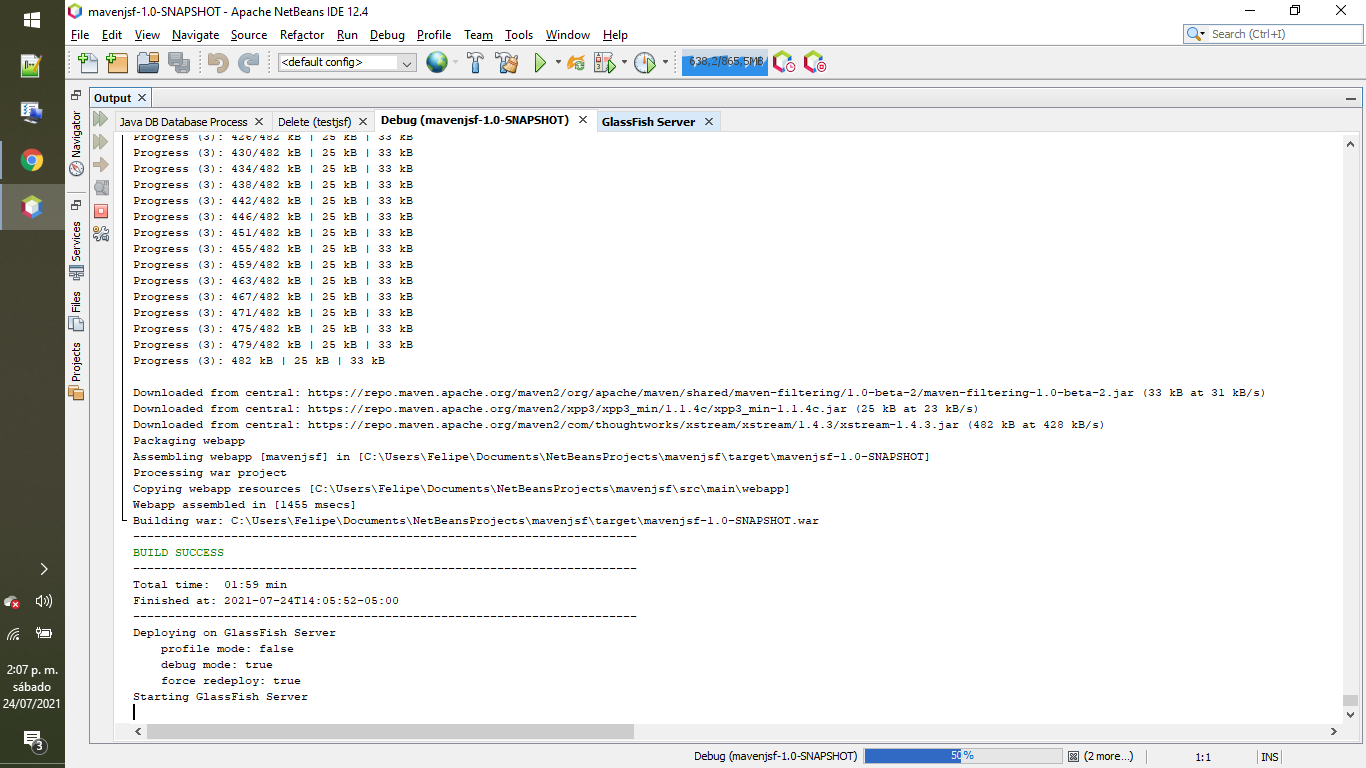 mavenjsf-1.0-SNAPSHOT - Apache NetBeans IDE 12.4
File Edit View Navigate Source Refactor Run Debug Profile Team Tools Window Help
Search (Ctrl+I)
<default config>
638,2/865,5MB
Output
Java DB Database Process
Delete (testjsf)
Debug (mavenjsf-1.0-SNAPSHOT)
GlassFish Server
Navigator
Services
Files
Projects
Progress (3): 426/482 kB | 25 kB | 33 kB
Progress (3): 430/482 kB | 25 kB | 33 kB
Progress (3): 434/482 kB | 25 kB | 33 kB
Progress (3): 438/482 kB | 25 kB | 33 kB
Progress (3): 442/482 kB | 25 kB | 33 kB
Progress (3): 446/482 kB | 25 kB | 33 kB
Progress (3): 451/482 kB | 25 kB | 33 kB
Progress (3): 455/482 kB | 25 kB | 33 kB
Progress (3): 459/482 kB | 25 kB | 33 kB
Progress (3): 463/482 kB | 25 kB | 33 kB
Progress (3): 467/482 kB | 25 kB | 33 kB
Progress (3): 471/482 kB | 25 kB | 33 kB
Progress (3): 475/482 kB | 25 kB | 33 kB
Progress (3): 479/482 kB | 25 kB | 33 kB
Progress (3): 482 kB | 25 kB | 33 kB
Downloaded from central: https://repo.maven.apache.org/maven2/org/apache/maven/shared/maven-filtering/1.0-beta-2/maven-filtering-1.0-beta-2.jar (33 kB at 31 kB/s)
Downloaded from central: https://repo.maven.apache.org/maven2/xpp3/xpp3_min/1.1.4c/xpp3_min-1.1.4c.jar (25 kB at 23 kB/s)
Downloaded from central: https://repo.maven.apache.org/maven2/com/thoughtworks/xstream/xstream/1.4.3/xstream-1.4.3.jar (482 kB at 428 kB/s)
Packaging webapp
Assembling webapp [mavenjsf] in [C:\Users\Felipe\Documents\NetBeansProjects\mavenjsf\target\mavenjsf-1.0-SNAPSHOT]
Processing war project
Copying webapp resources [C:\Users\Felipe\Documents\NetBeansProjects\mavenjsf\src\main\webapp]
Webapp assembled in [1455 msecs]
Building war: C:\Users\Felipe\Documents\NetBeansProjects\mavenjsf\target\mavenjsf-1.0-SNAPSHOT.war
------------------------------------------------------------------------
BUILD SUCCESS
------------------------------------------------------------------------
Total time:  01:59 min
Finished at: 2021-07-24T14:05:52-05:00
------------------------------------------------------------------------
Deploying on GlassFish Server
profile mode: false
debug mode: true
force redeploy: true
Starting GlassFish Server
2:07 p. m.
sábado
24/07/2021
3
Debug (mavenjsf-1.0-SNAPSHOT)
50%
(2 more...)
1:1
INS